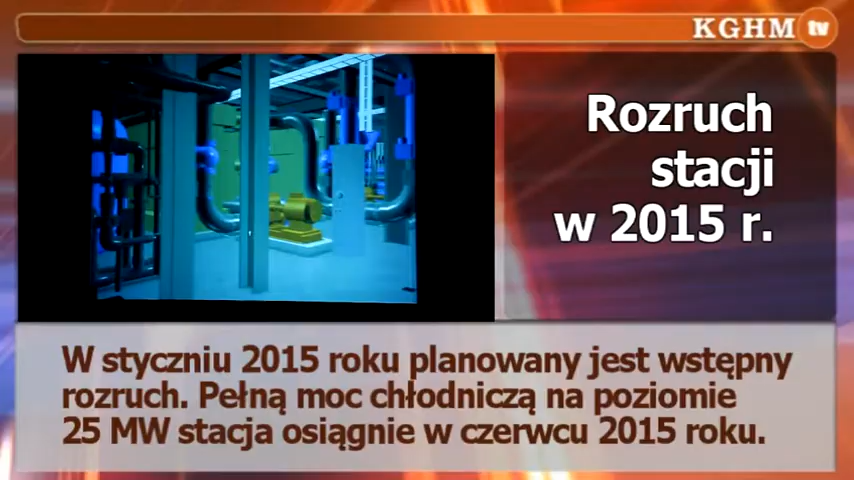 KGHM tv
Rozruch
stacji
w 2015 r.
W styczniu 2015 roku planowany jest wstępny
rozruch. Pełną moc chłodniczą na poziomie
25 MW stacja osiągnie w czerwcu 2015 roku.